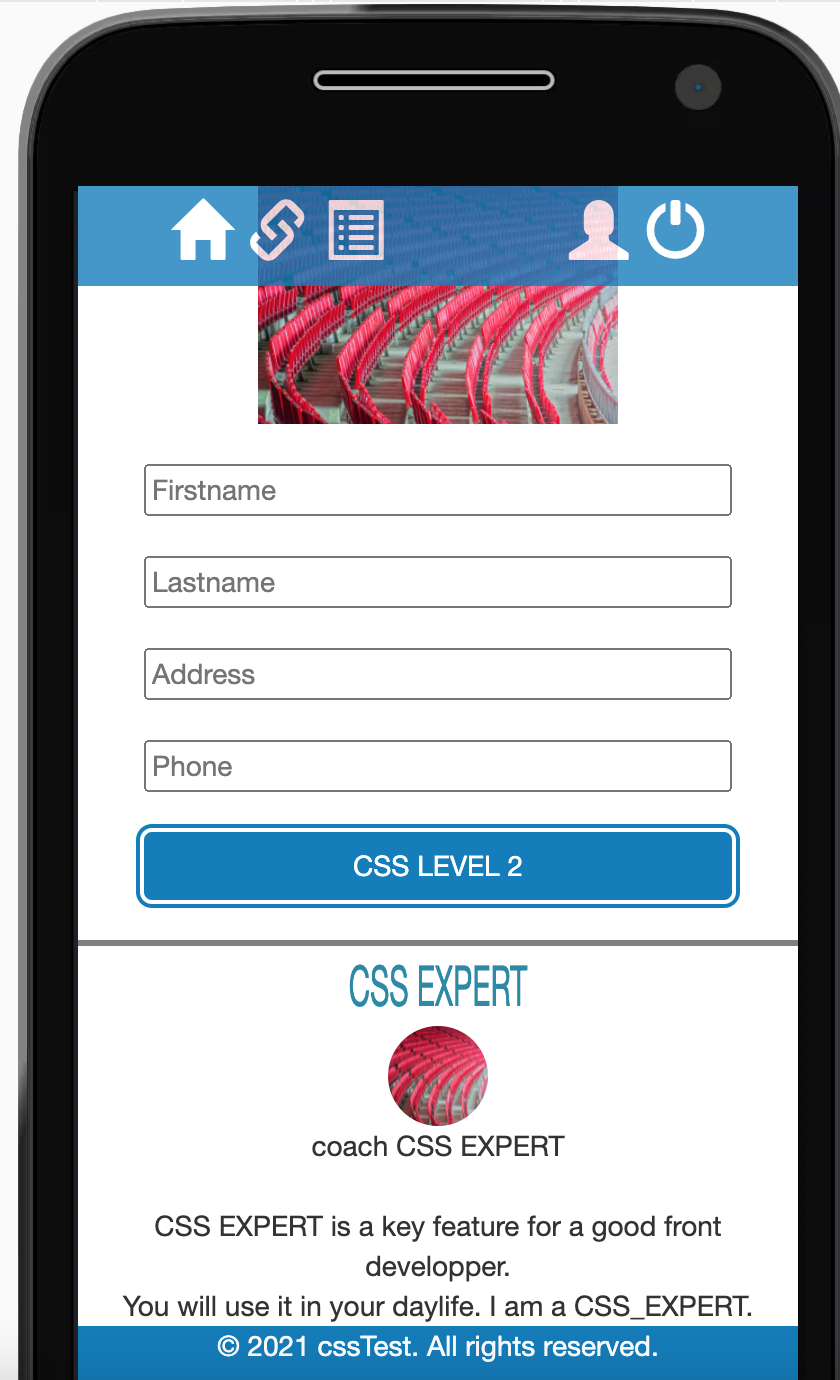 Firstname
Lastname
Address
Phone
CSS LEVEL 2
CSS EXPERT
coach CSS EXPERT
CSS EXPERT is a key feature for a good front
developper.
You will use it in your daylife. I am a CSS_EXPERT.
© 2021 cssTest. All rights reserved.